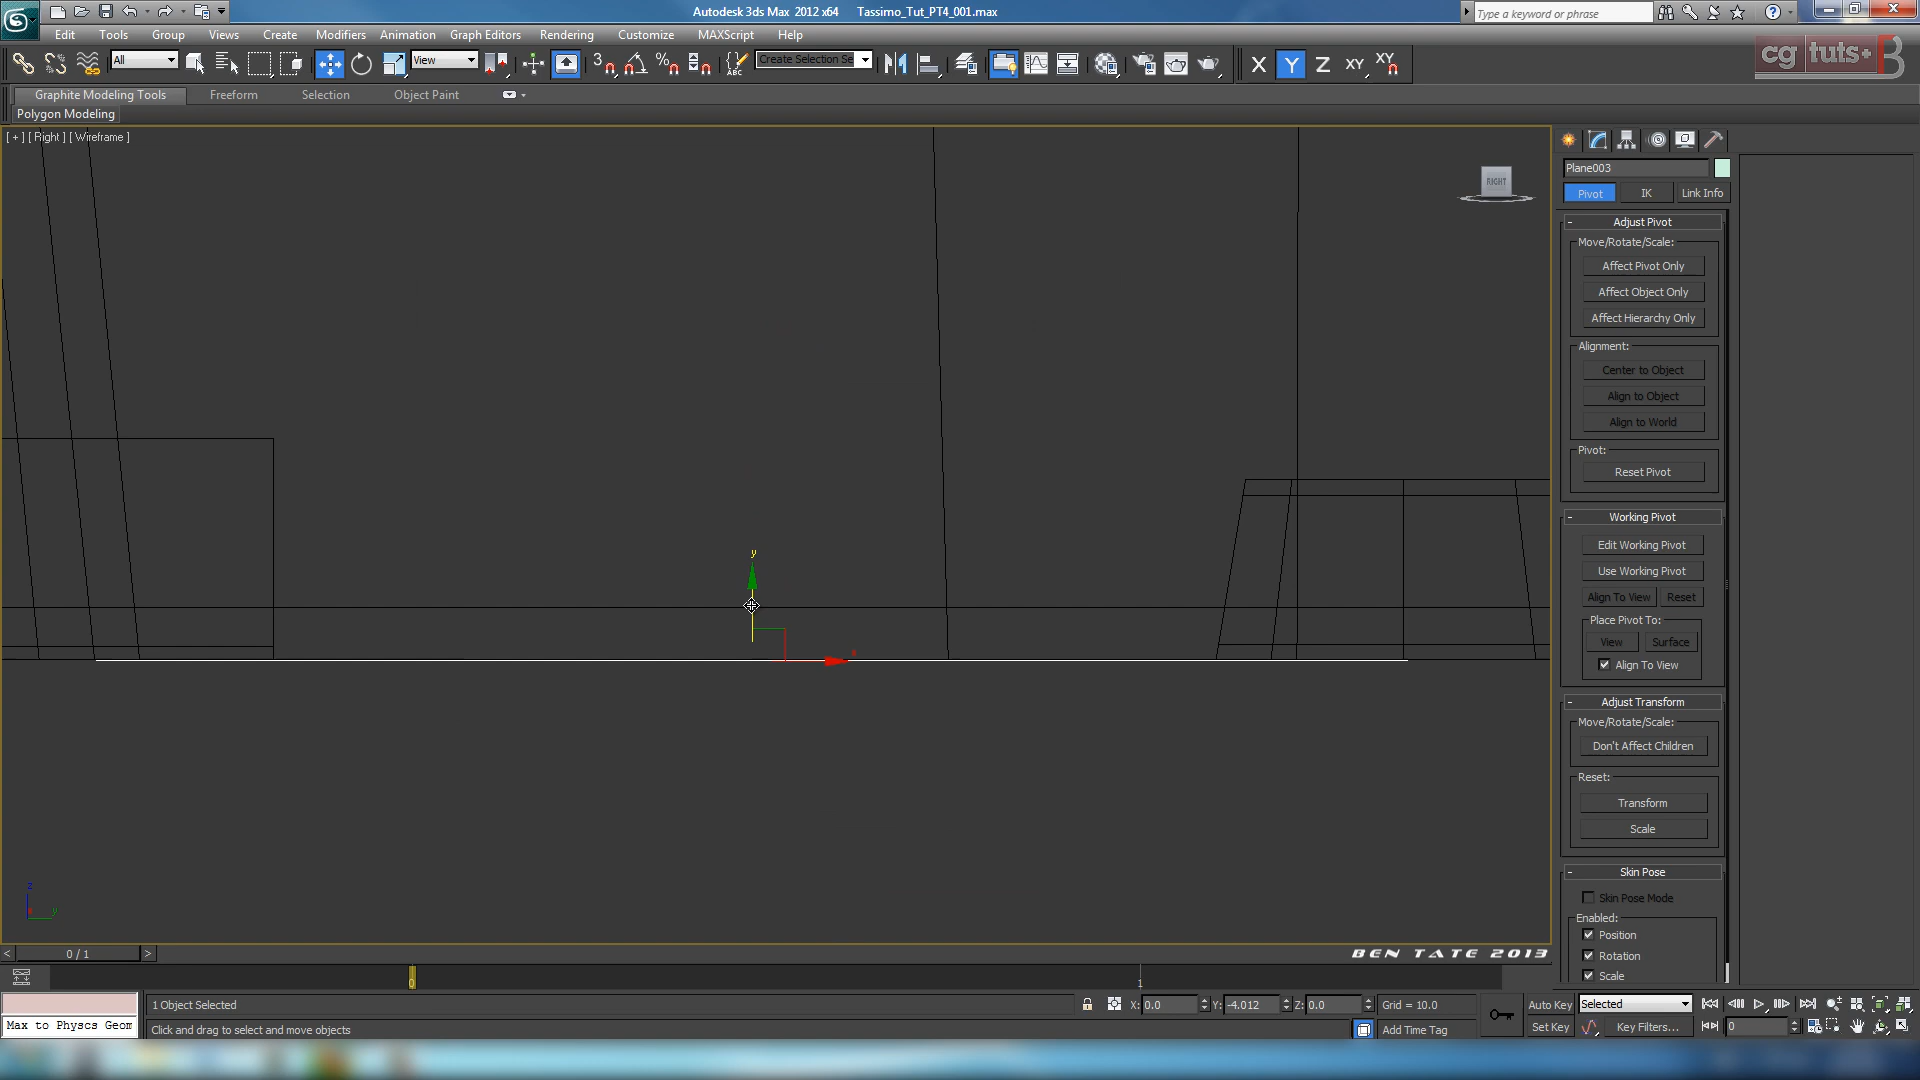 Autodesk 3ds Max 2012 x64 Tassimo_Tut_PT4_001.max
Type a keyword or phrase
Edit Tools Group Views Create Modifiers Animation Graph Editors Rendering Customize MAXScript Help
All View Create Selection Se X Y Z XY XY
cg tuts+
Graphite Modeling Tools Freeform Selection Object Paint
Polygon Modeling
[ + ] [ Right ] [ Wireframe ]
RIGHT
Plane003
Pivot IK Link Info
- Adjust Pivot
Move/Rotate/Scale:
Affect Pivot Only
Affect Object Only
Affect Hierarchy Only
Alignment:
Center to Object
Align to Object
Align to World
Pivot:
Reset Pivot
- Working Pivot
Edit Working Pivot
Use Working Pivot
Align To View Reset
Place Pivot To:
View Surface
Align To View
- Adjust Transform
Move/Rotate/Scale:
Don't Affect Children
Reset:
Transform
Scale
- Skin Pose
Skin Pose Mode
Enabled:
Position
Rotation
Scale
y
x
z
y
< 0 / 1 >
BEN TATE 2013
0 1
1 Object Selected X: 0.0 Y: -4.012 Z: 0.0 Grid = 10.0 Auto Key Selected
Max to Physcs Geom Click and drag to select and move objects Add Time Tag Set Key Key Filters... 0